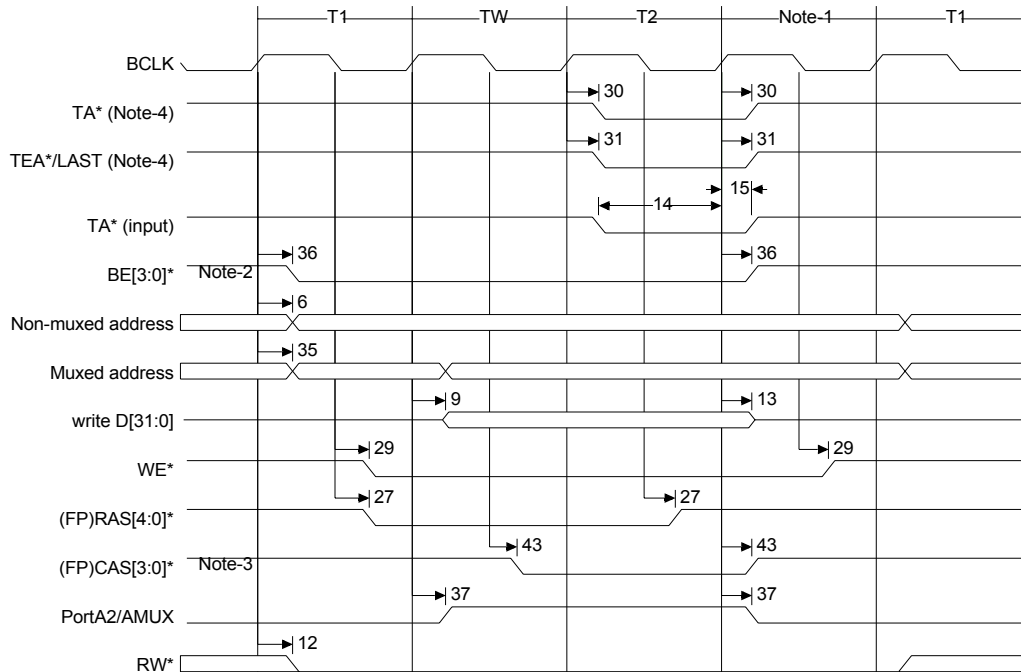 T1 TW T2 Note-1 T1
BCLK
TA* (Note-4) 30 30
TEA*/LAST (Note-4) 31 31
TA* (input) 14 15
BE[3:0]* Note-2 36 36
Non-muxed address 6
Muxed address 35
write D[31:0] 9 13
WE* 29 29
(FP)RAS[4:0]* 27 27
(FP)CAS[3:0]* Note-3 43 43
PortA2/AMUX 37 37
RW* 12